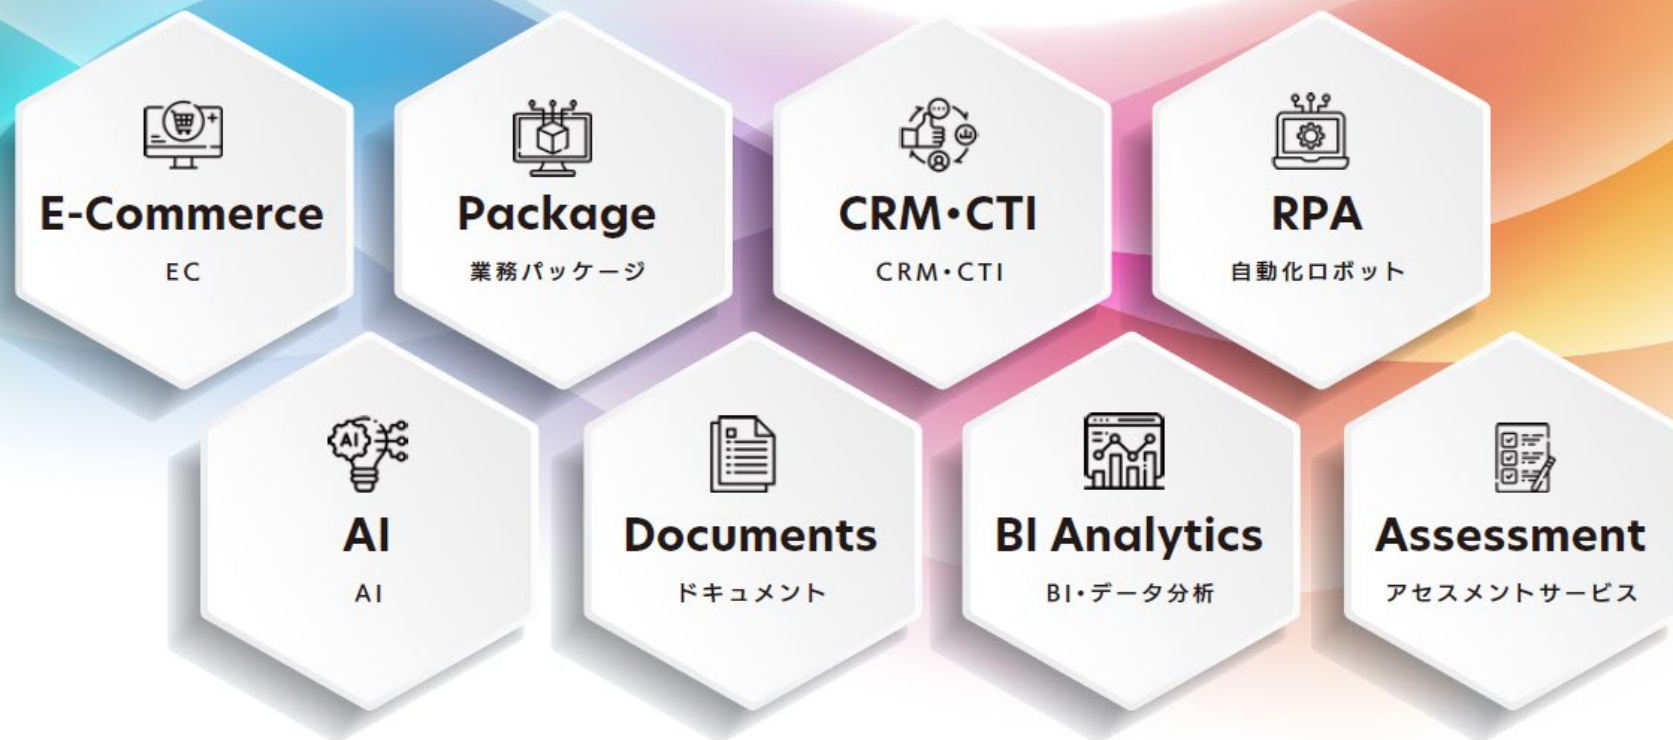 E-Commerce
EC
Package
業務パッケージ
CRM・CTI
CRM・CTI
RPA
自動化ロボット
AI
AI
AI
Documents
ドキュメント
BI Analytics
BI・データ分析
Assessment
アセスメントサービス